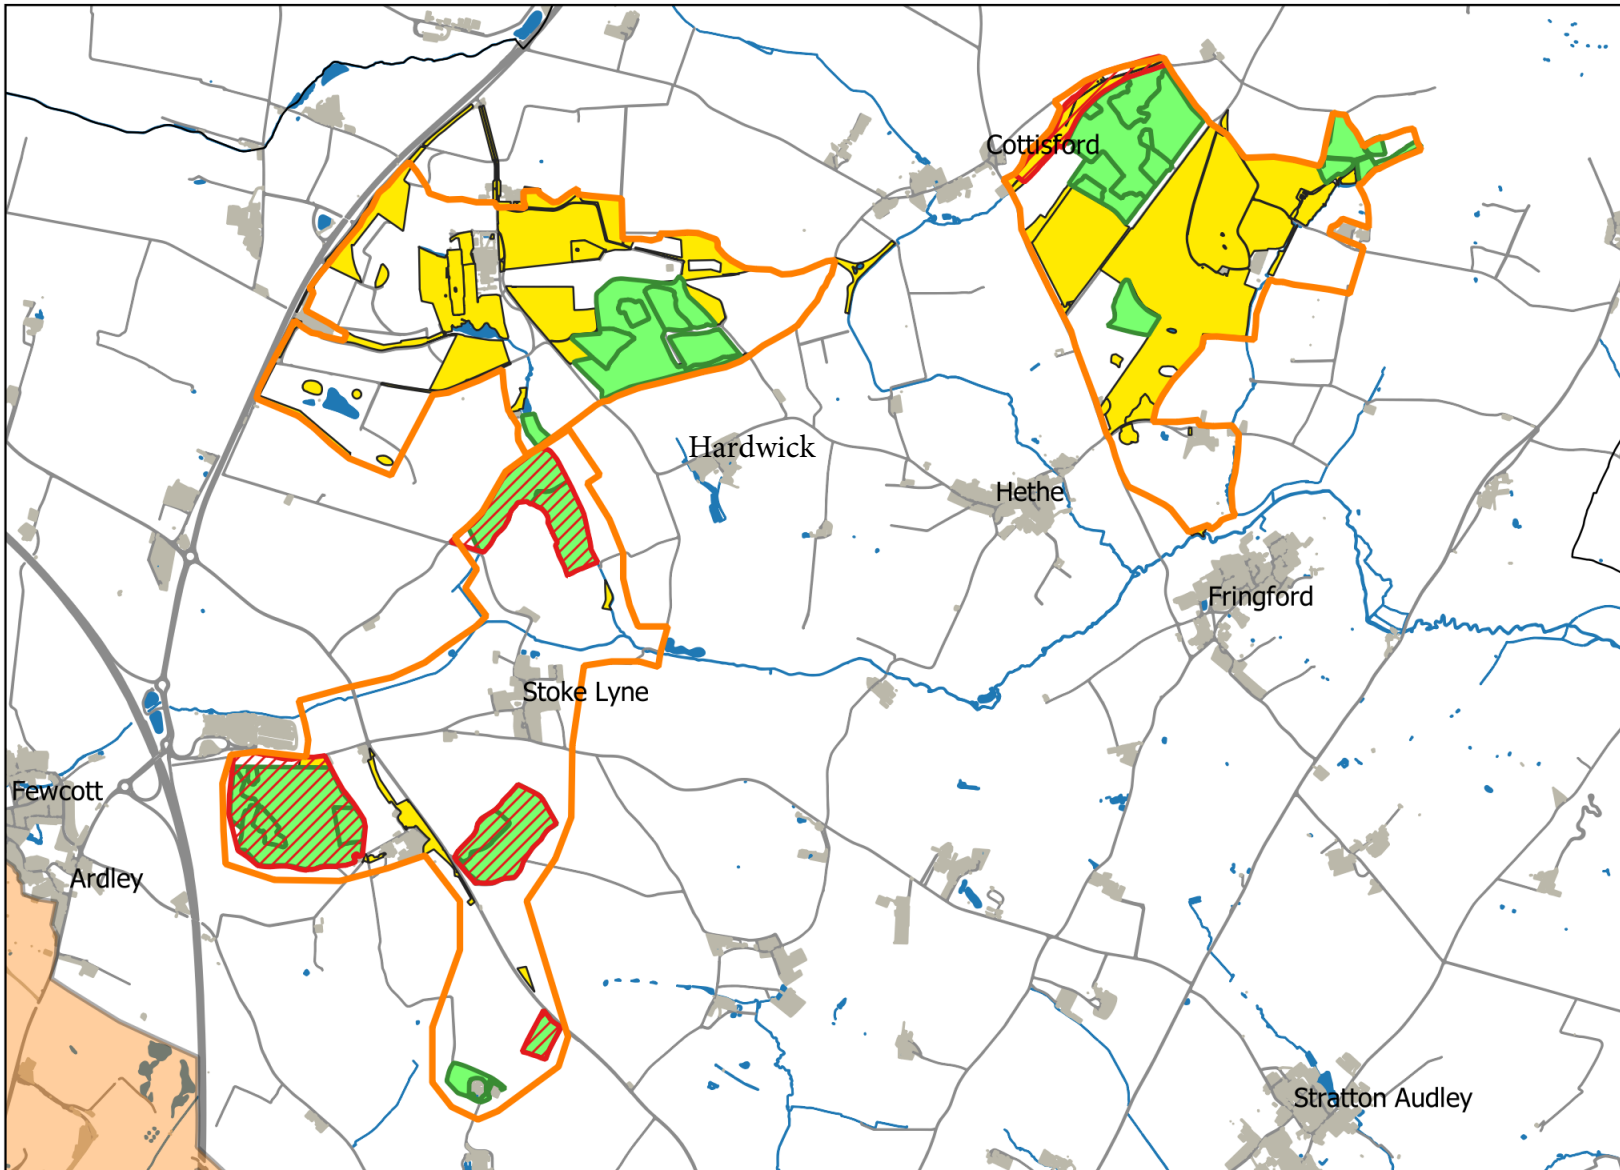 Cottisford
Hardwick
Hethe
Fringford
Stoke Lyne
Fewcott
Ardley
Stratton Audley